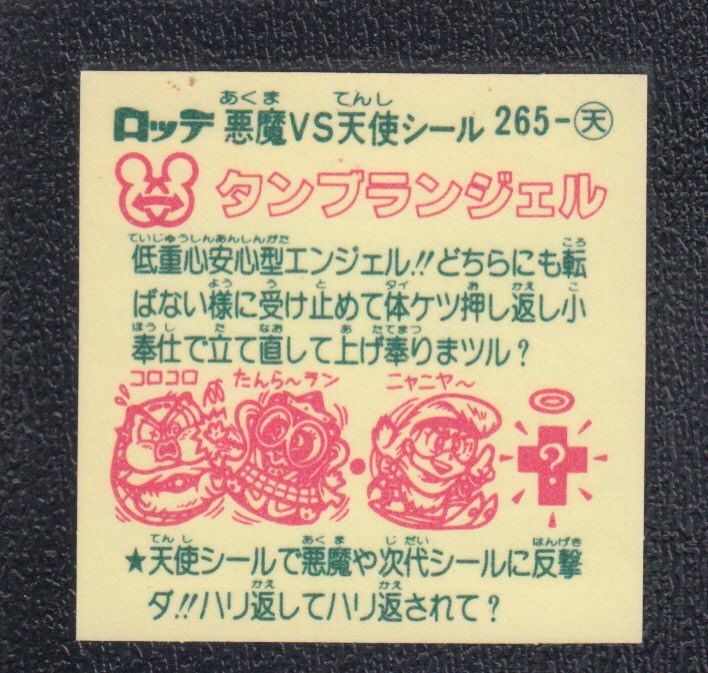 ロッテ 悪魔VS天使シール 265-天
あくま てんし
タンブランジェル
ていじゅうしんあんしんがた ころ
低重心安心型エンジェル!!どちらにも転
よう う と タイ お かえ こ
ばない様に受け止めて体ケツ押し返し小
ほうし た なお あ たてまつ
奉仕で立て直して上げ奉りまツル?
コロコロ たんら〜ラン ニャニヤ〜
?
てんし あくま じだい はんげき
★天使シールで悪魔や次代シールに反撃
かえ かえ
ダ!!ハリ返してハリ返されて?